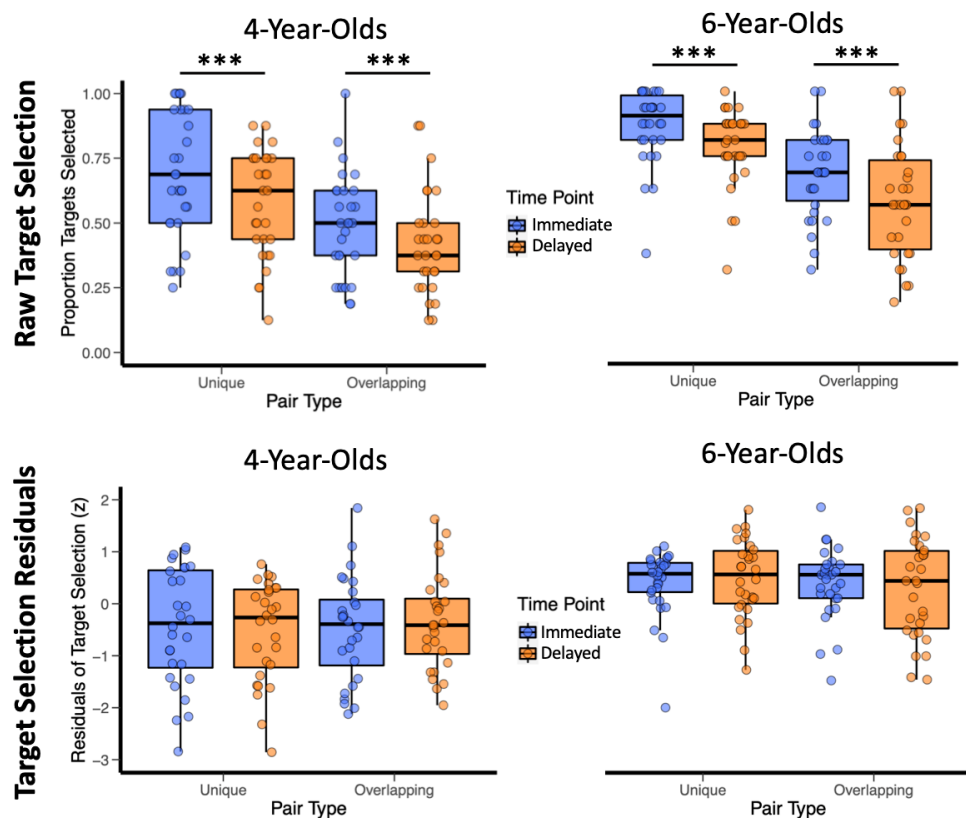 4-Year-Olds
6-Year-Olds
***
***
***
***
Raw Target Selection
Proportion Targets Selected
1.00
0.75
0.50
0.25
0.00
Time Point
Immediate
Delayed
Unique
Overlapping
Pair Type
Unique
Overlapping
Pair Type
4-Year-Olds
6-Year-Olds
Target Selection Residuals
Residuals of Target Selection (z)
2
1
0
−1
−2
−3
Time Point
Immediate
Delayed
Unique
Overlapping
Pair Type
Unique
Overlapping
Pair Type